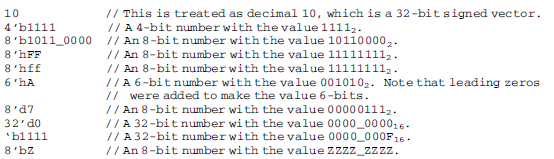 10 // This is treated as decimal 10, which is a 32-bit signed vector.
4'b1111 // A 4-bit number with the value 1111₂.
8'b1011_0000 // An 8-bit number with the value 10110000₂.
8'hFF // An 8-bit number with the value 11111111₂.
8'hff // An 8-bit number with the value 11111111₂.
6'hA // A 6-bit number with the value 001010₂. Note that leading zeros
// were added to make the value 6-bits.
8'd7 // An 8-bit number with the value 00000111₂.
32'd0 // A 32-bit number with the value 0000_0000₁₆.
‘b1111 // A 32-bit number with the value 0000_000F₁₆.
8'bZ // An 8-bit number with the value ZZZZ_ZZZZ.